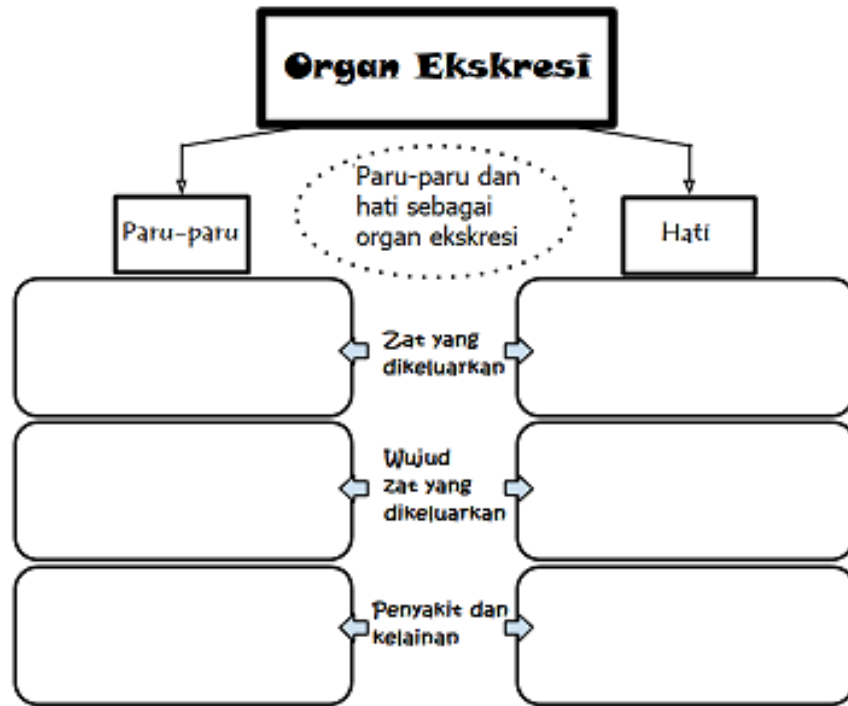 Organ Ekskresi
Paru-paru dan
hati sebagai
organ ekskresi
Paru-paru
Hati
Zat yang
dikeluarkan
Wujud
zat yang
dikeluarkan
Penyakit dan
kelainan